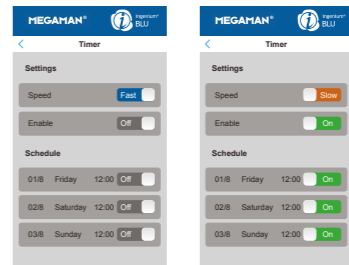 MEGAMAN®
ingenium®
BLU
Timer
Settings
Speed Fast
Enable Off
Schedule
01/8 Friday 12:00 Off
02/8 Saturday 12:00 Off
03/8 Sunday 12:00 Off
MEGAMAN®
ingenium®
BLU
Timer
Settings
Speed Slow
Enable On
Schedule
01/8 Friday 12:00 On
02/8 Saturday 12:00 On
03/8 Sunday 12:00 On